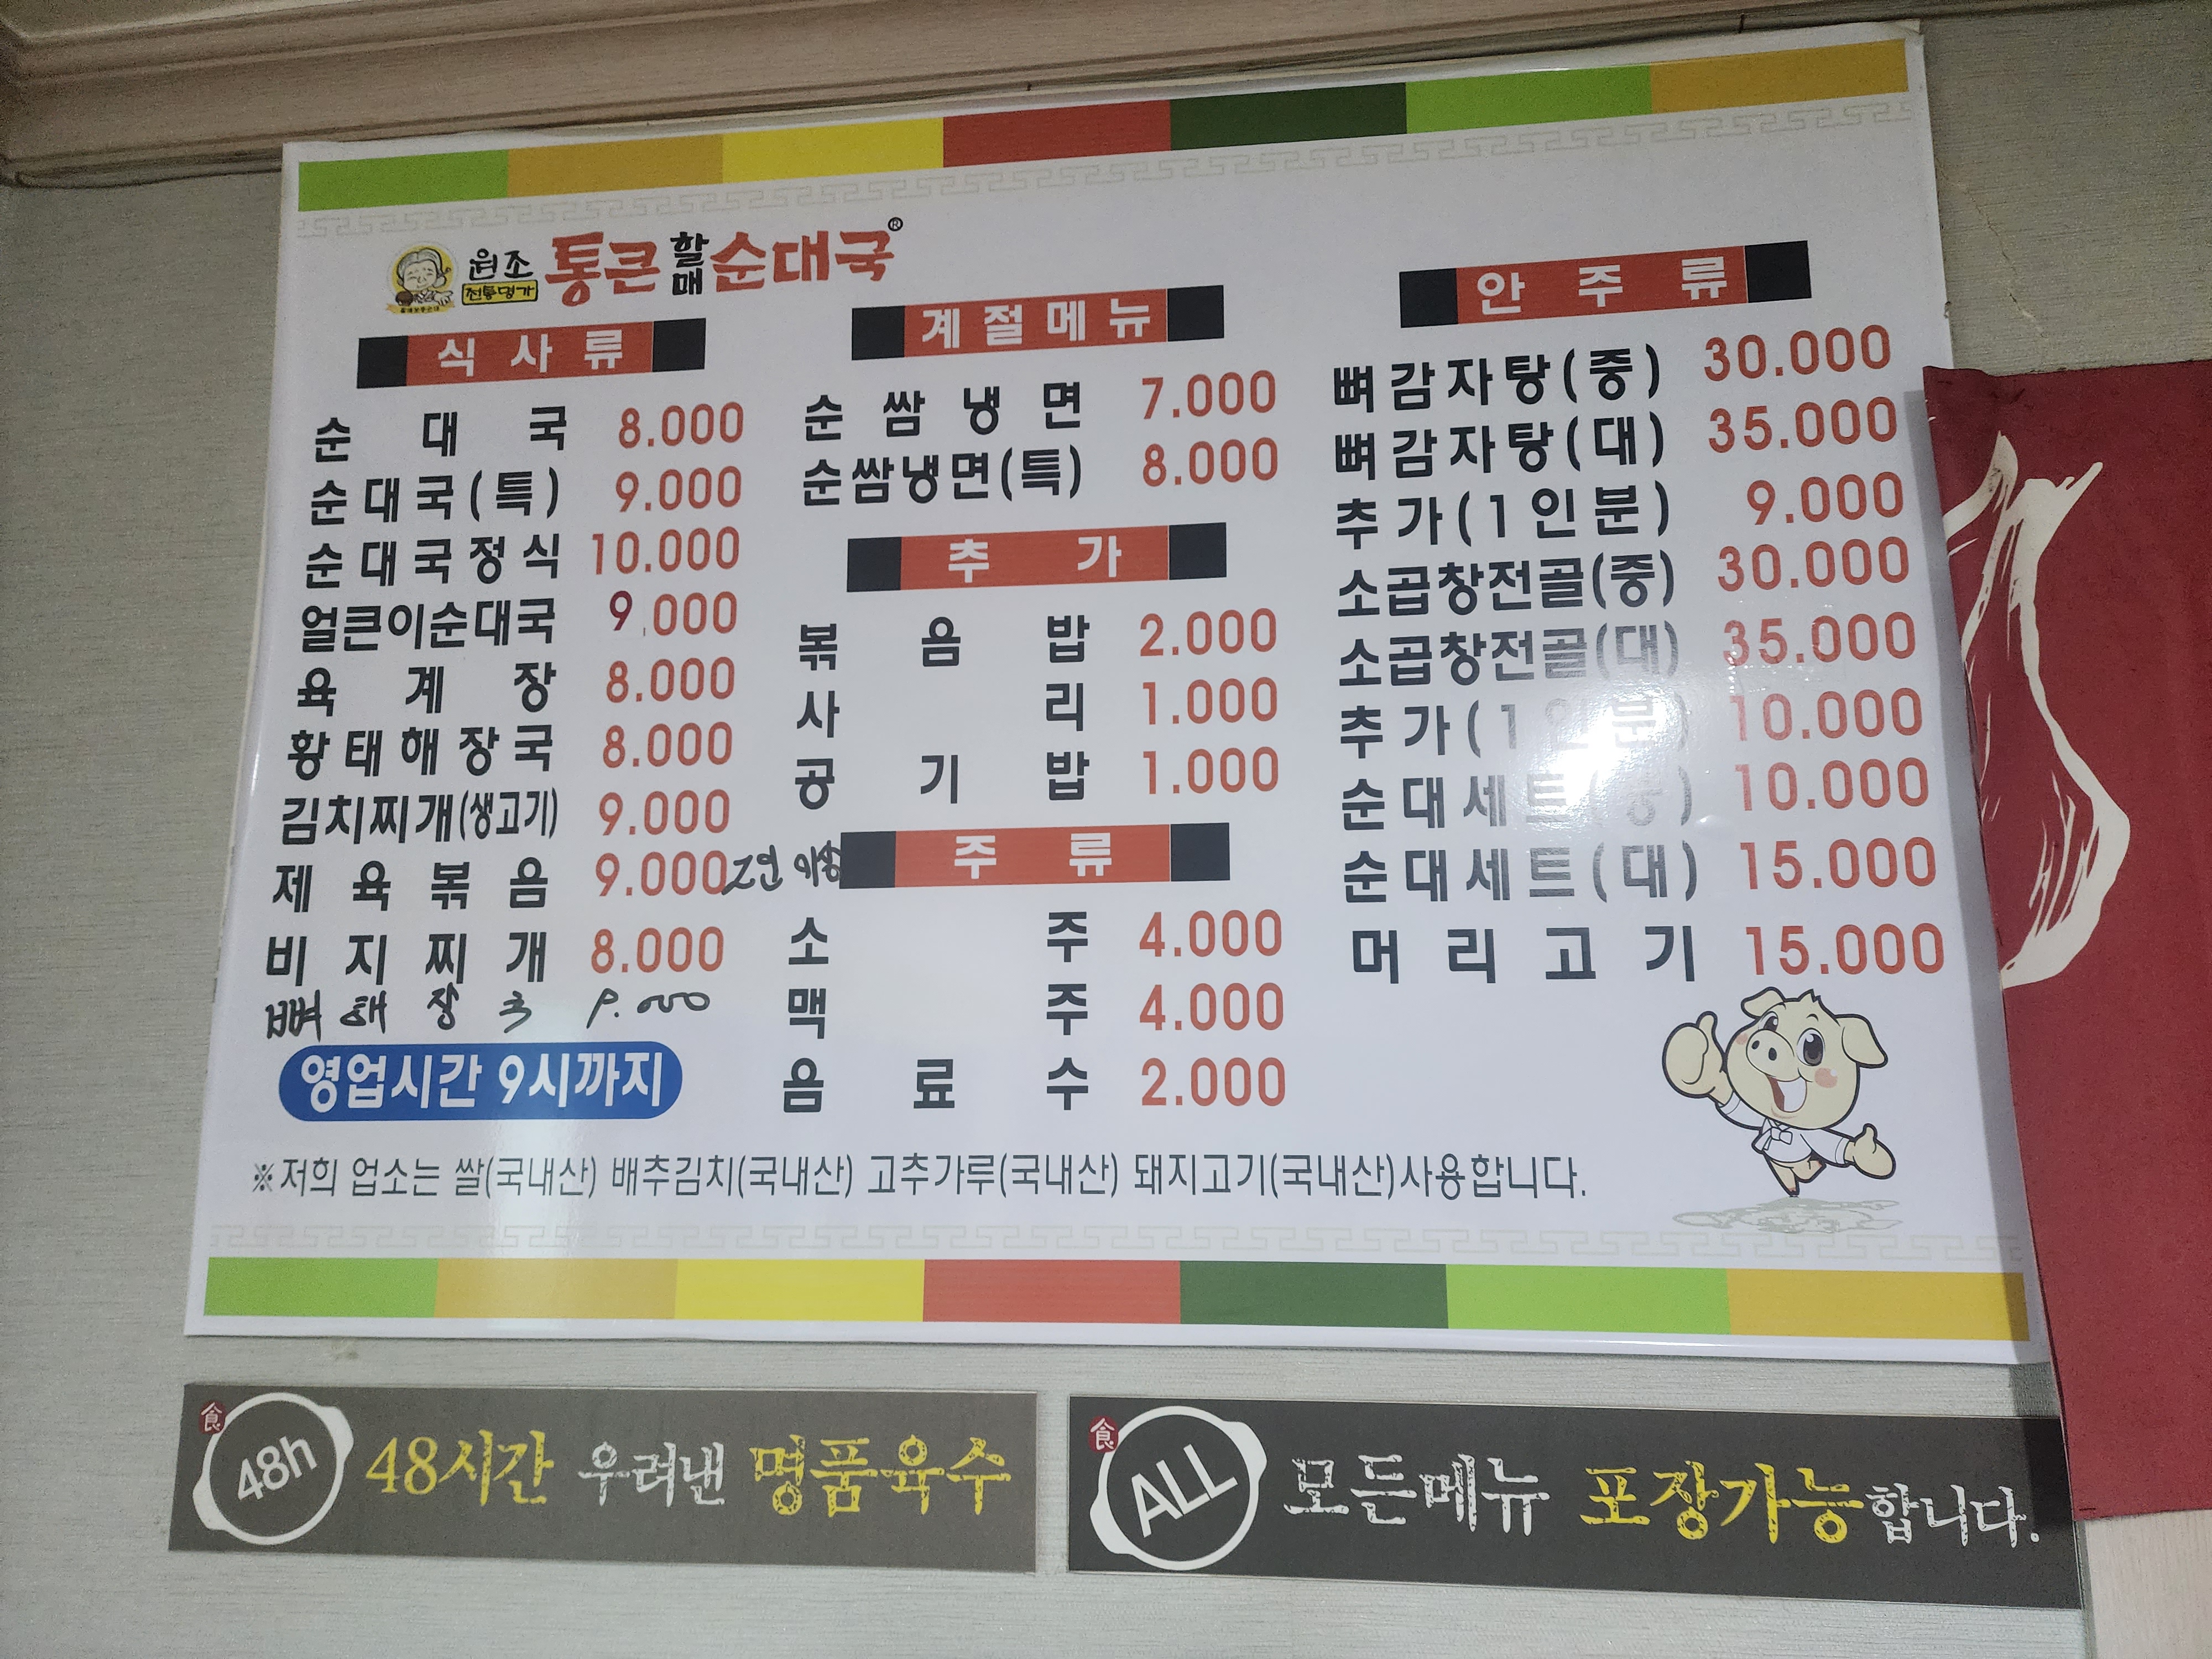 원조 전통명가 통큰 할매 순대국®
식사류
순대국 8.000
순대국(특) 9.000
순대국정식 10.000
얼큰이순대국 9.000
육계장 8.000
황태해장국 8.000
김치찌개(생고기) 9.000
제육볶음 9.000
비지찌개 8.000
뼈해장국 9.000
영업시간 9시까지
계절메뉴
순쌈냉면 7.000
순쌈냉면(특) 8.000
추가
볶음밥 2.000
사리 1.000
공기밥 1.000
주류
소주 4.000
맥주 4.000
음료수 2.000
안주류
뼈감자탕(중) 30.000
뼈감자탕(대) 35.000
추가(1인분) 9.000
소곱창전골(중) 30.000
소곱창전골(대) 35.000
추가(1인분) 10.000
순대세트(중) 10.000
순대세트(대) 15.000
머리고기 15.000
※저희 업소는 쌀(국내산) 배추김치(국내산) 고추가루(국내산) 돼지고기(국내산)사용합니다.
食 48h 48시간 우려낸 명품육수
食 ALL 모든메뉴 포장가능합니다.